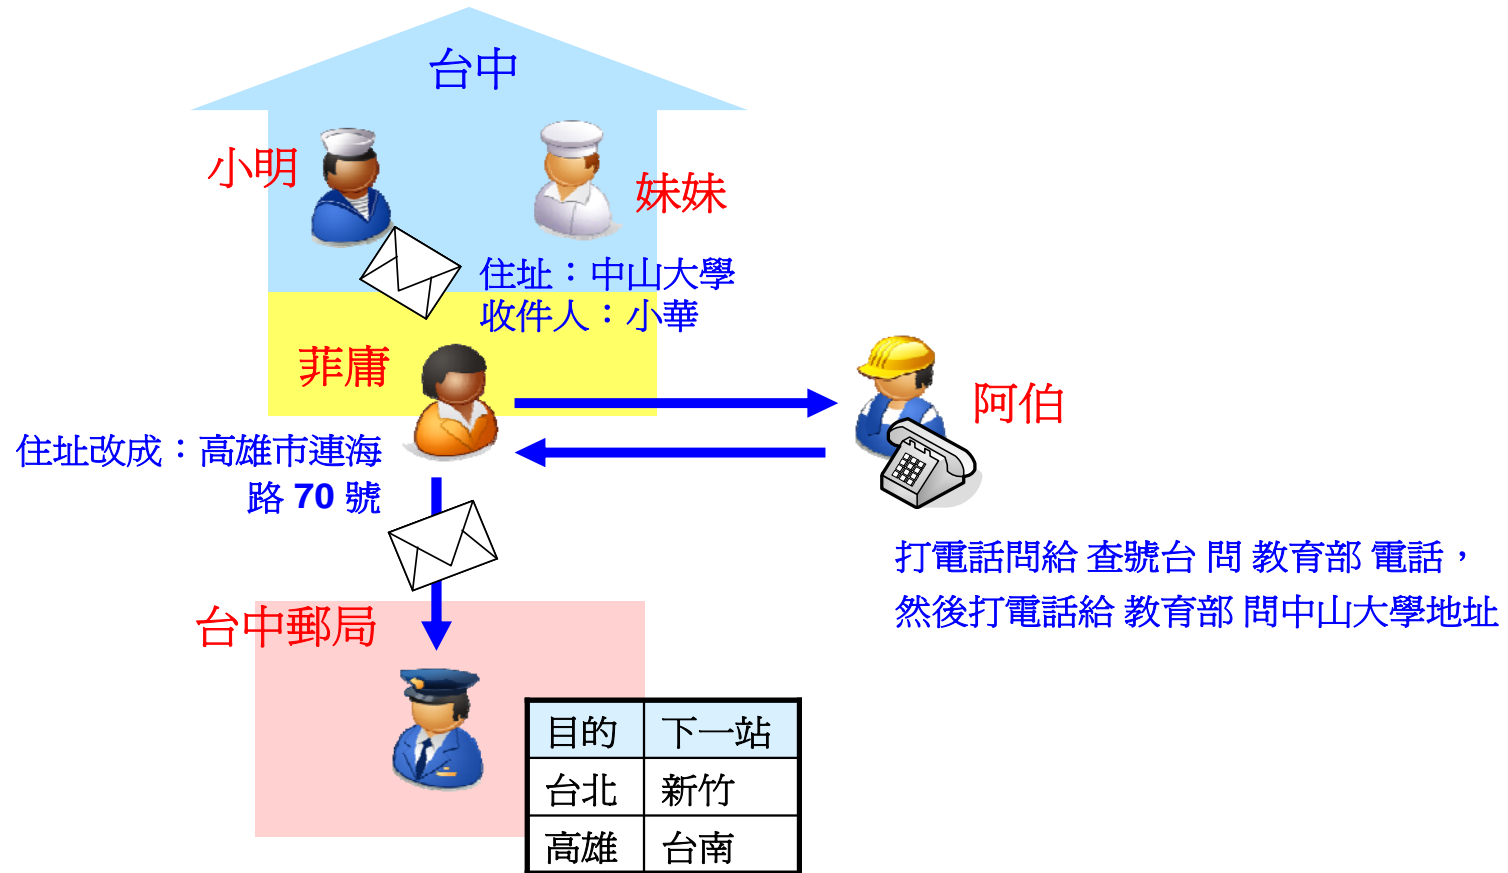 台中
小明
妹妹
住址：中山大學
收件人：小華
菲庸
阿伯
住址改成：高雄市連海
路 70 號
打電話問給 查號台 問 教育部 電話，
然後打電話給 教育部 問中山大學地址
台中郵局
目的 下一站
台北 新竹
高雄 台南